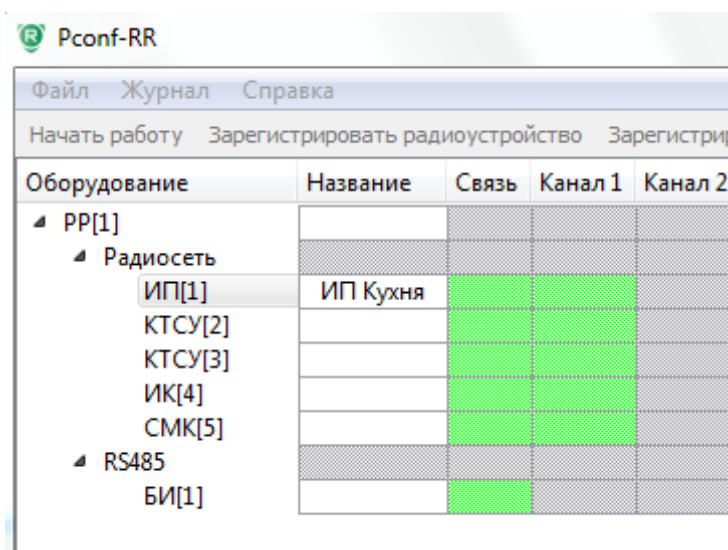 Pconf-RR
Файл Журнал Справка
Начать работу Зарегистрировать радиоустройство
Оборудование Название Связь Канал 1 Канал 2
РР[1]
Радиосеть
ИП[1] ИП Кухня
КТСУ[2]
КТСУ[3]
ИК[4]
СМК[5]
RS485
БИ[1]